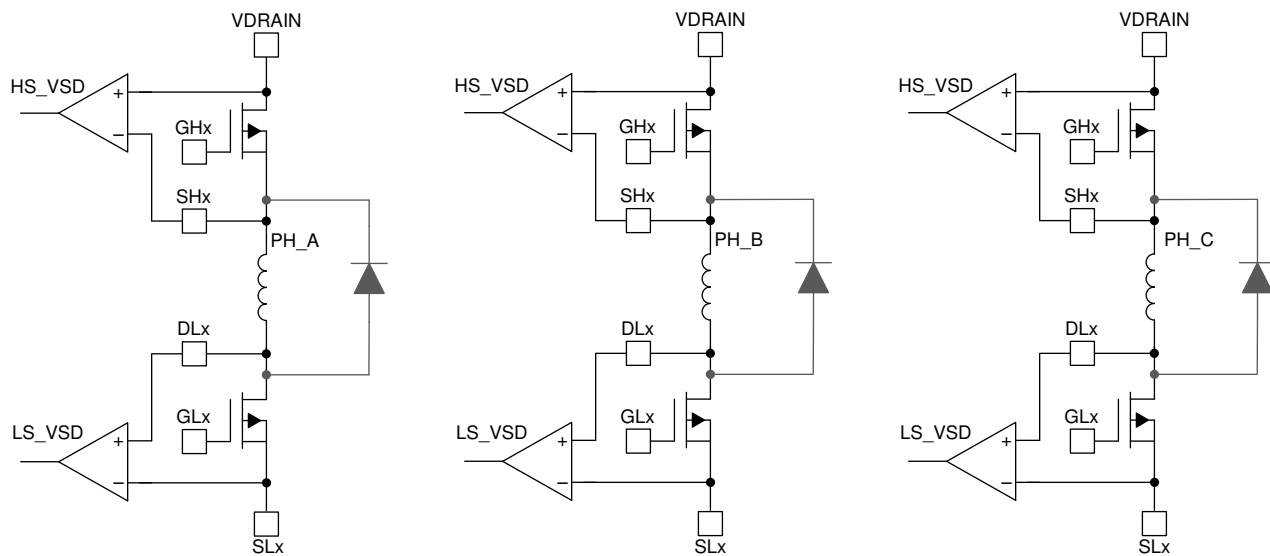 VDRAIN
HS_VSD
+
GHx
−
SHx
PH_A
DLx
GLx
LS_VSD
+
−
SLx
VDRAIN
HS_VSD
+
GHx
−
SHx
PH_B
DLx
GLx
LS_VSD
+
−
SLx
VDRAIN
HS_VSD
+
GHx
−
SHx
PH_C
DLx
GLx
LS_VSD
+
−
SLx